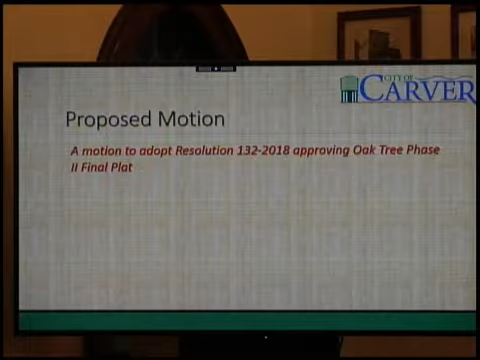 CITY OF
CARVER
Proposed Motion
A motion to adopt Resolution 132-2018 approving Oak Tree Phase
II Final Plat